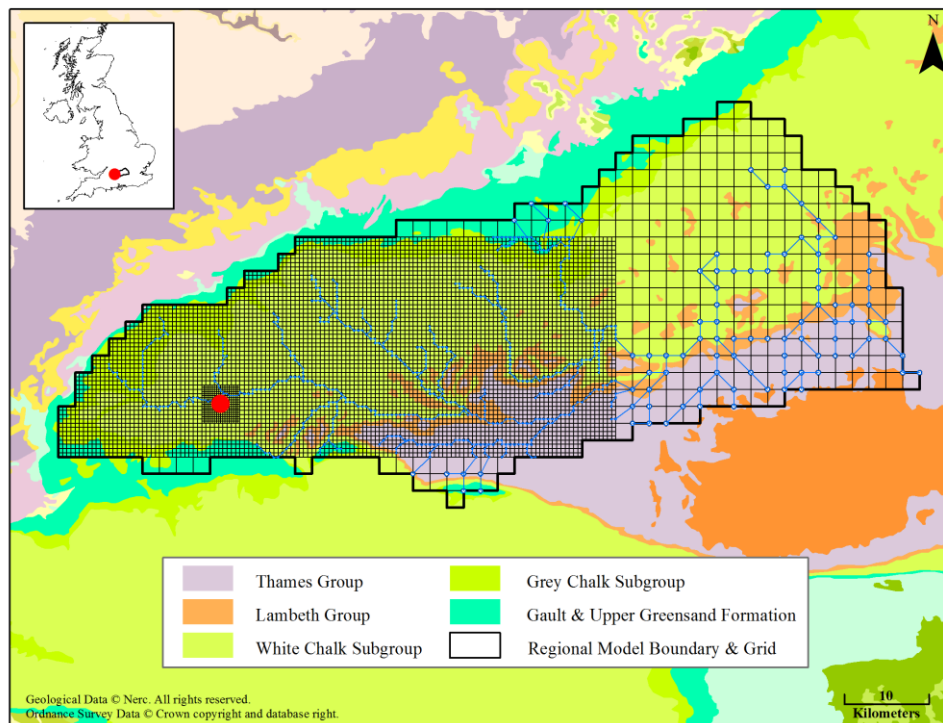 N
Thames Group
Grey Chalk Subgroup
Lambeth Group
Gault & Upper Greensand Formation
White Chalk Subgroup
Regional Model Boundary & Grid
Geological Data © Nerc. All rights reserved.
Ordnance Survey Data © Crown copyright and database right.
10
Kilometers